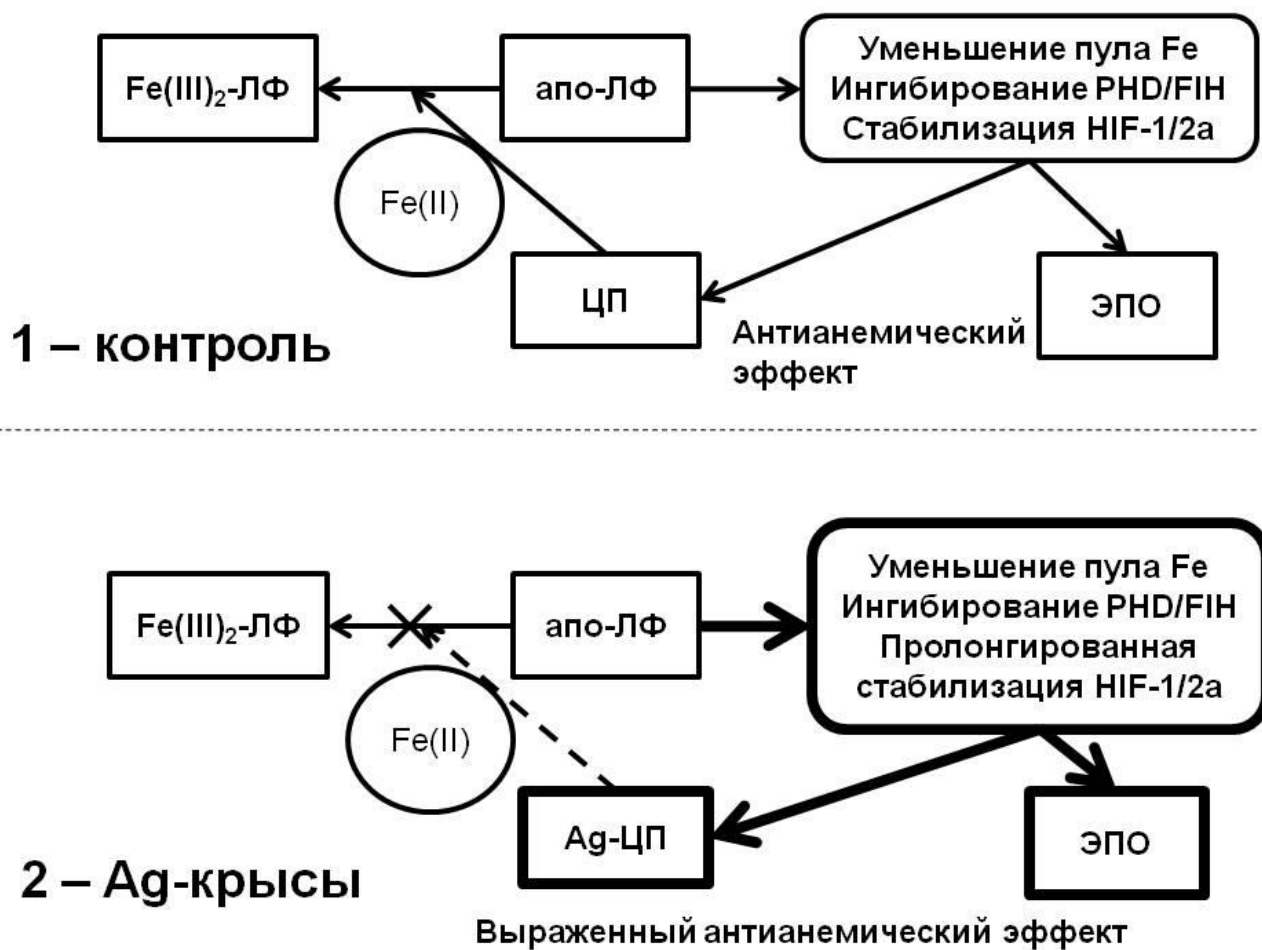 Fe(III)₂-ЛФ
апо-ЛФ
Уменьшение пула Fe
Ингибирование PHD/FIH
Стабилизация HIF-1/2a
Fe(II)
ЦП
ЭПО
Антианемический
эффект
1 – контроль
Fe(III)₂-ЛФ
апо-ЛФ
Уменьшение пула Fe
Ингибирование PHD/FIH
Пролонгированная
стабилизация HIF-1/2a
Fe(II)
Ag-ЦП
ЭПО
2 – Ag-крысы
Выраженный антианемический эффект